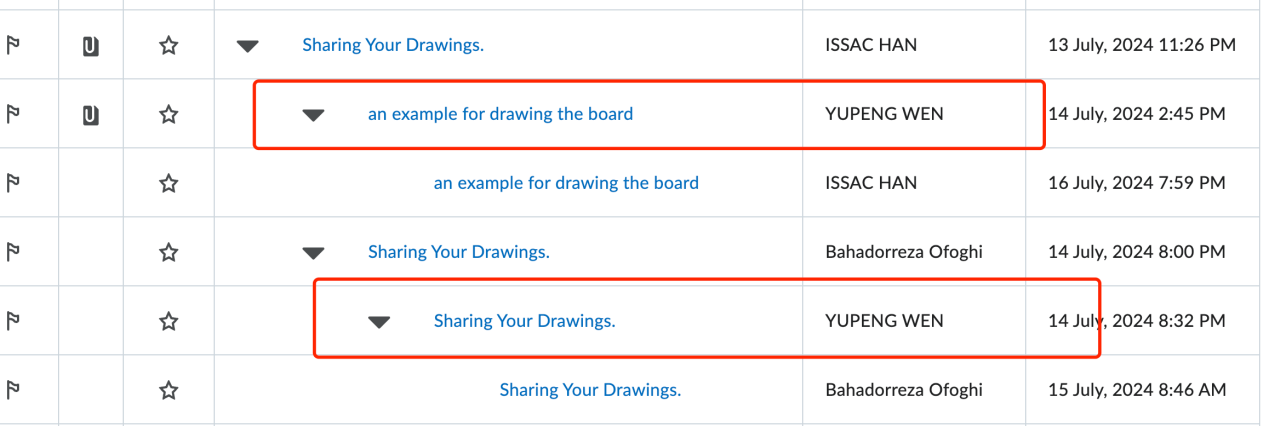 Sharing Your Drawings. ISSAC HAN 13 July, 2024 11:26 PM
an example for drawing the board YUPENG WEN 14 July, 2024 2:45 PM
an example for drawing the board ISSAC HAN 16 July, 2024 7:59 PM
Sharing Your Drawings. Bahadorreza Ofoghi 14 July, 2024 8:00 PM
Sharing Your Drawings. YUPENG WEN 14 July, 2024 8:32 PM
Sharing Your Drawings. Bahadorreza Ofoghi 15 July, 2024 8:46 AM